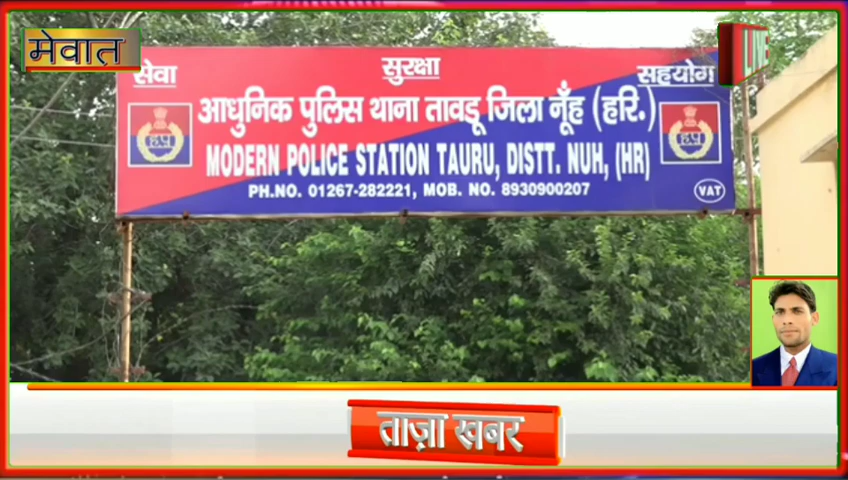 मेवात
LIVE
सेवा सुरक्षा सहयोग
आधुनिक पुलिस थाना तावडू जिला नूँह (हरि.)
ह पु ह पु
MODERN POLICE STATION TAURU, DISTT. NUH, (HR)
PH.NO. 01267-282221, MOB. NO. 8930900207
VAT
ताज़ा खबर